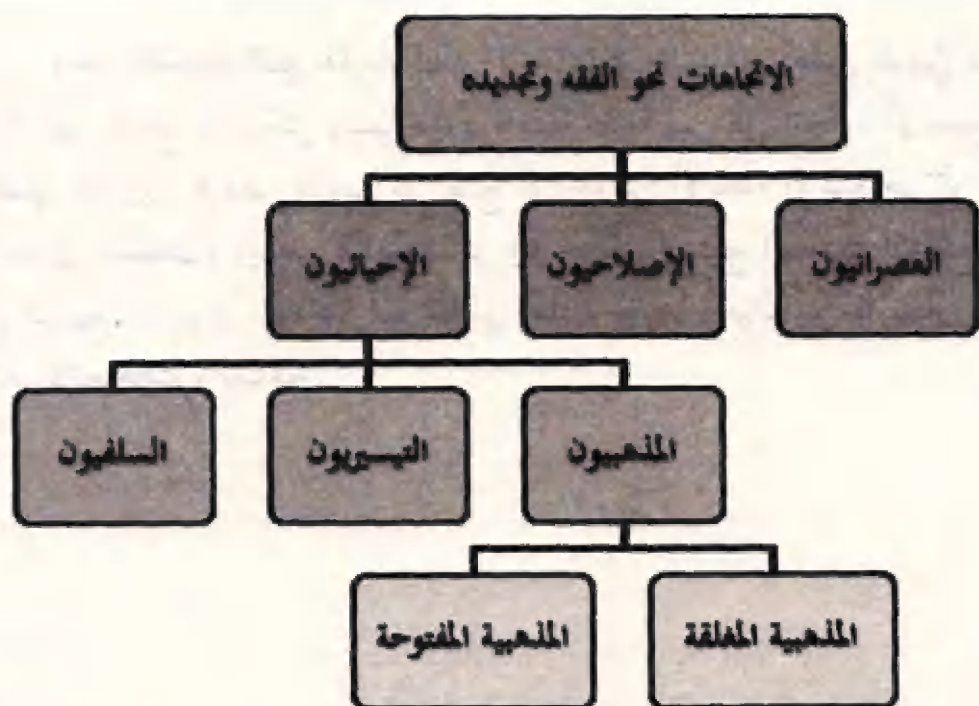 الاتجاهات نحو الفقه وتجديده
العصرانيون
الإصلاحيون
الإحيائيون
المذهبيون
التيسيريون
السلفيون
المذهبية المغلقة
المذهبية المفتوحة